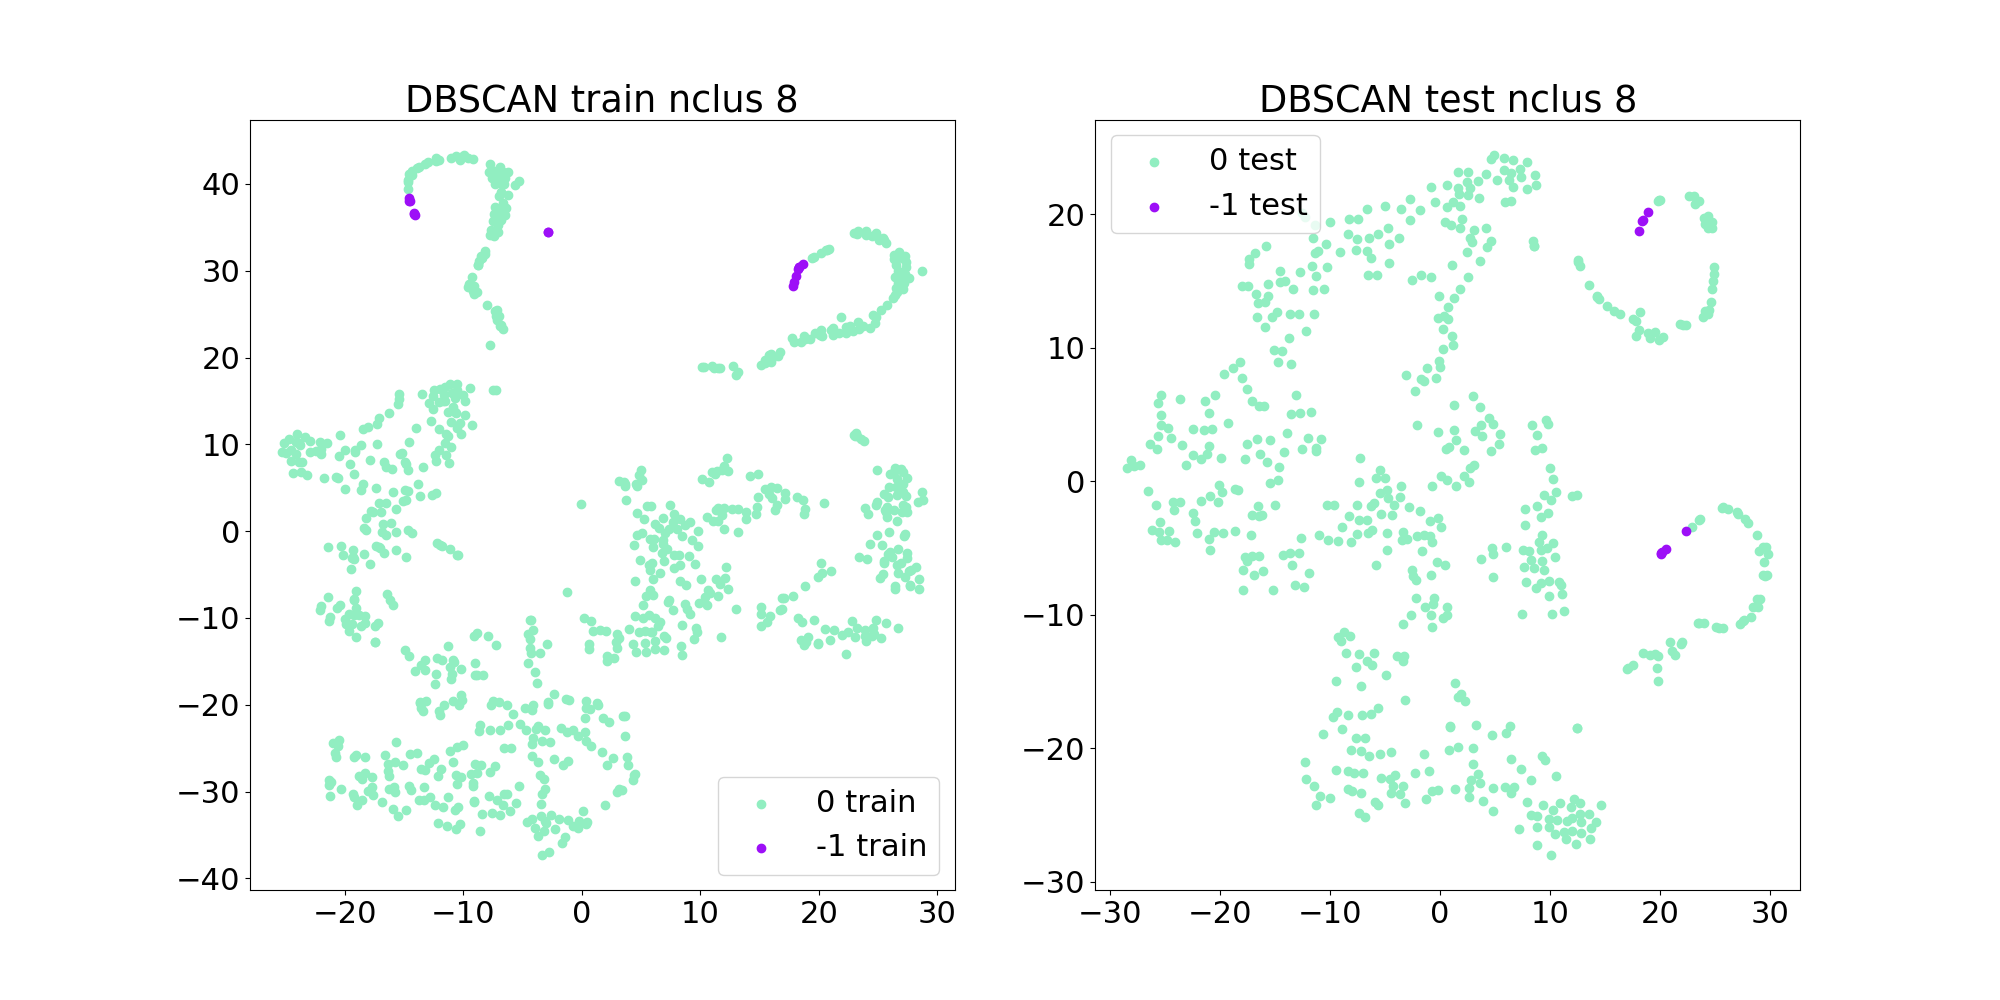 DBSCAN train nclus 8
40
30
20
10
0
−10
−20
−30
−40
−20 −10 0 10 20 30
0 train
-1 train
DBSCAN test nclus 8
0 test
-1 test
20
10
0
−10
−20
−30
−30 −20 −10 0 10 20 30